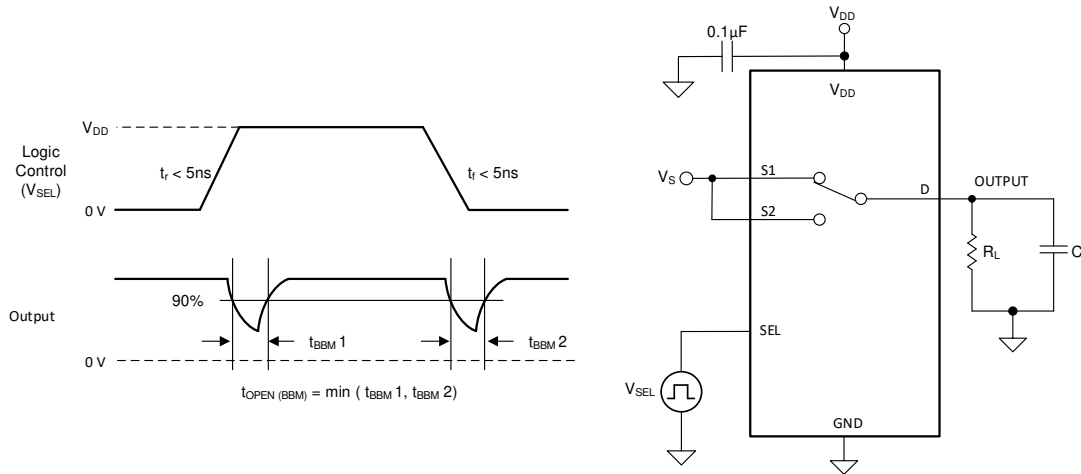 V_DD
Logic
Control
(V_SEL)
t_r < 5ns
t_f < 5ns
0 V
90%
Output
t_BBM 1
t_BBM 2
0 V
t_OPEN (BBM) = min ( t_BBM 1, t_BBM 2)
V_DD
0.1µF
V_DD
V_S
S1
D
OUTPUT
S2
R_L
C
SEL
V_SEL
GND